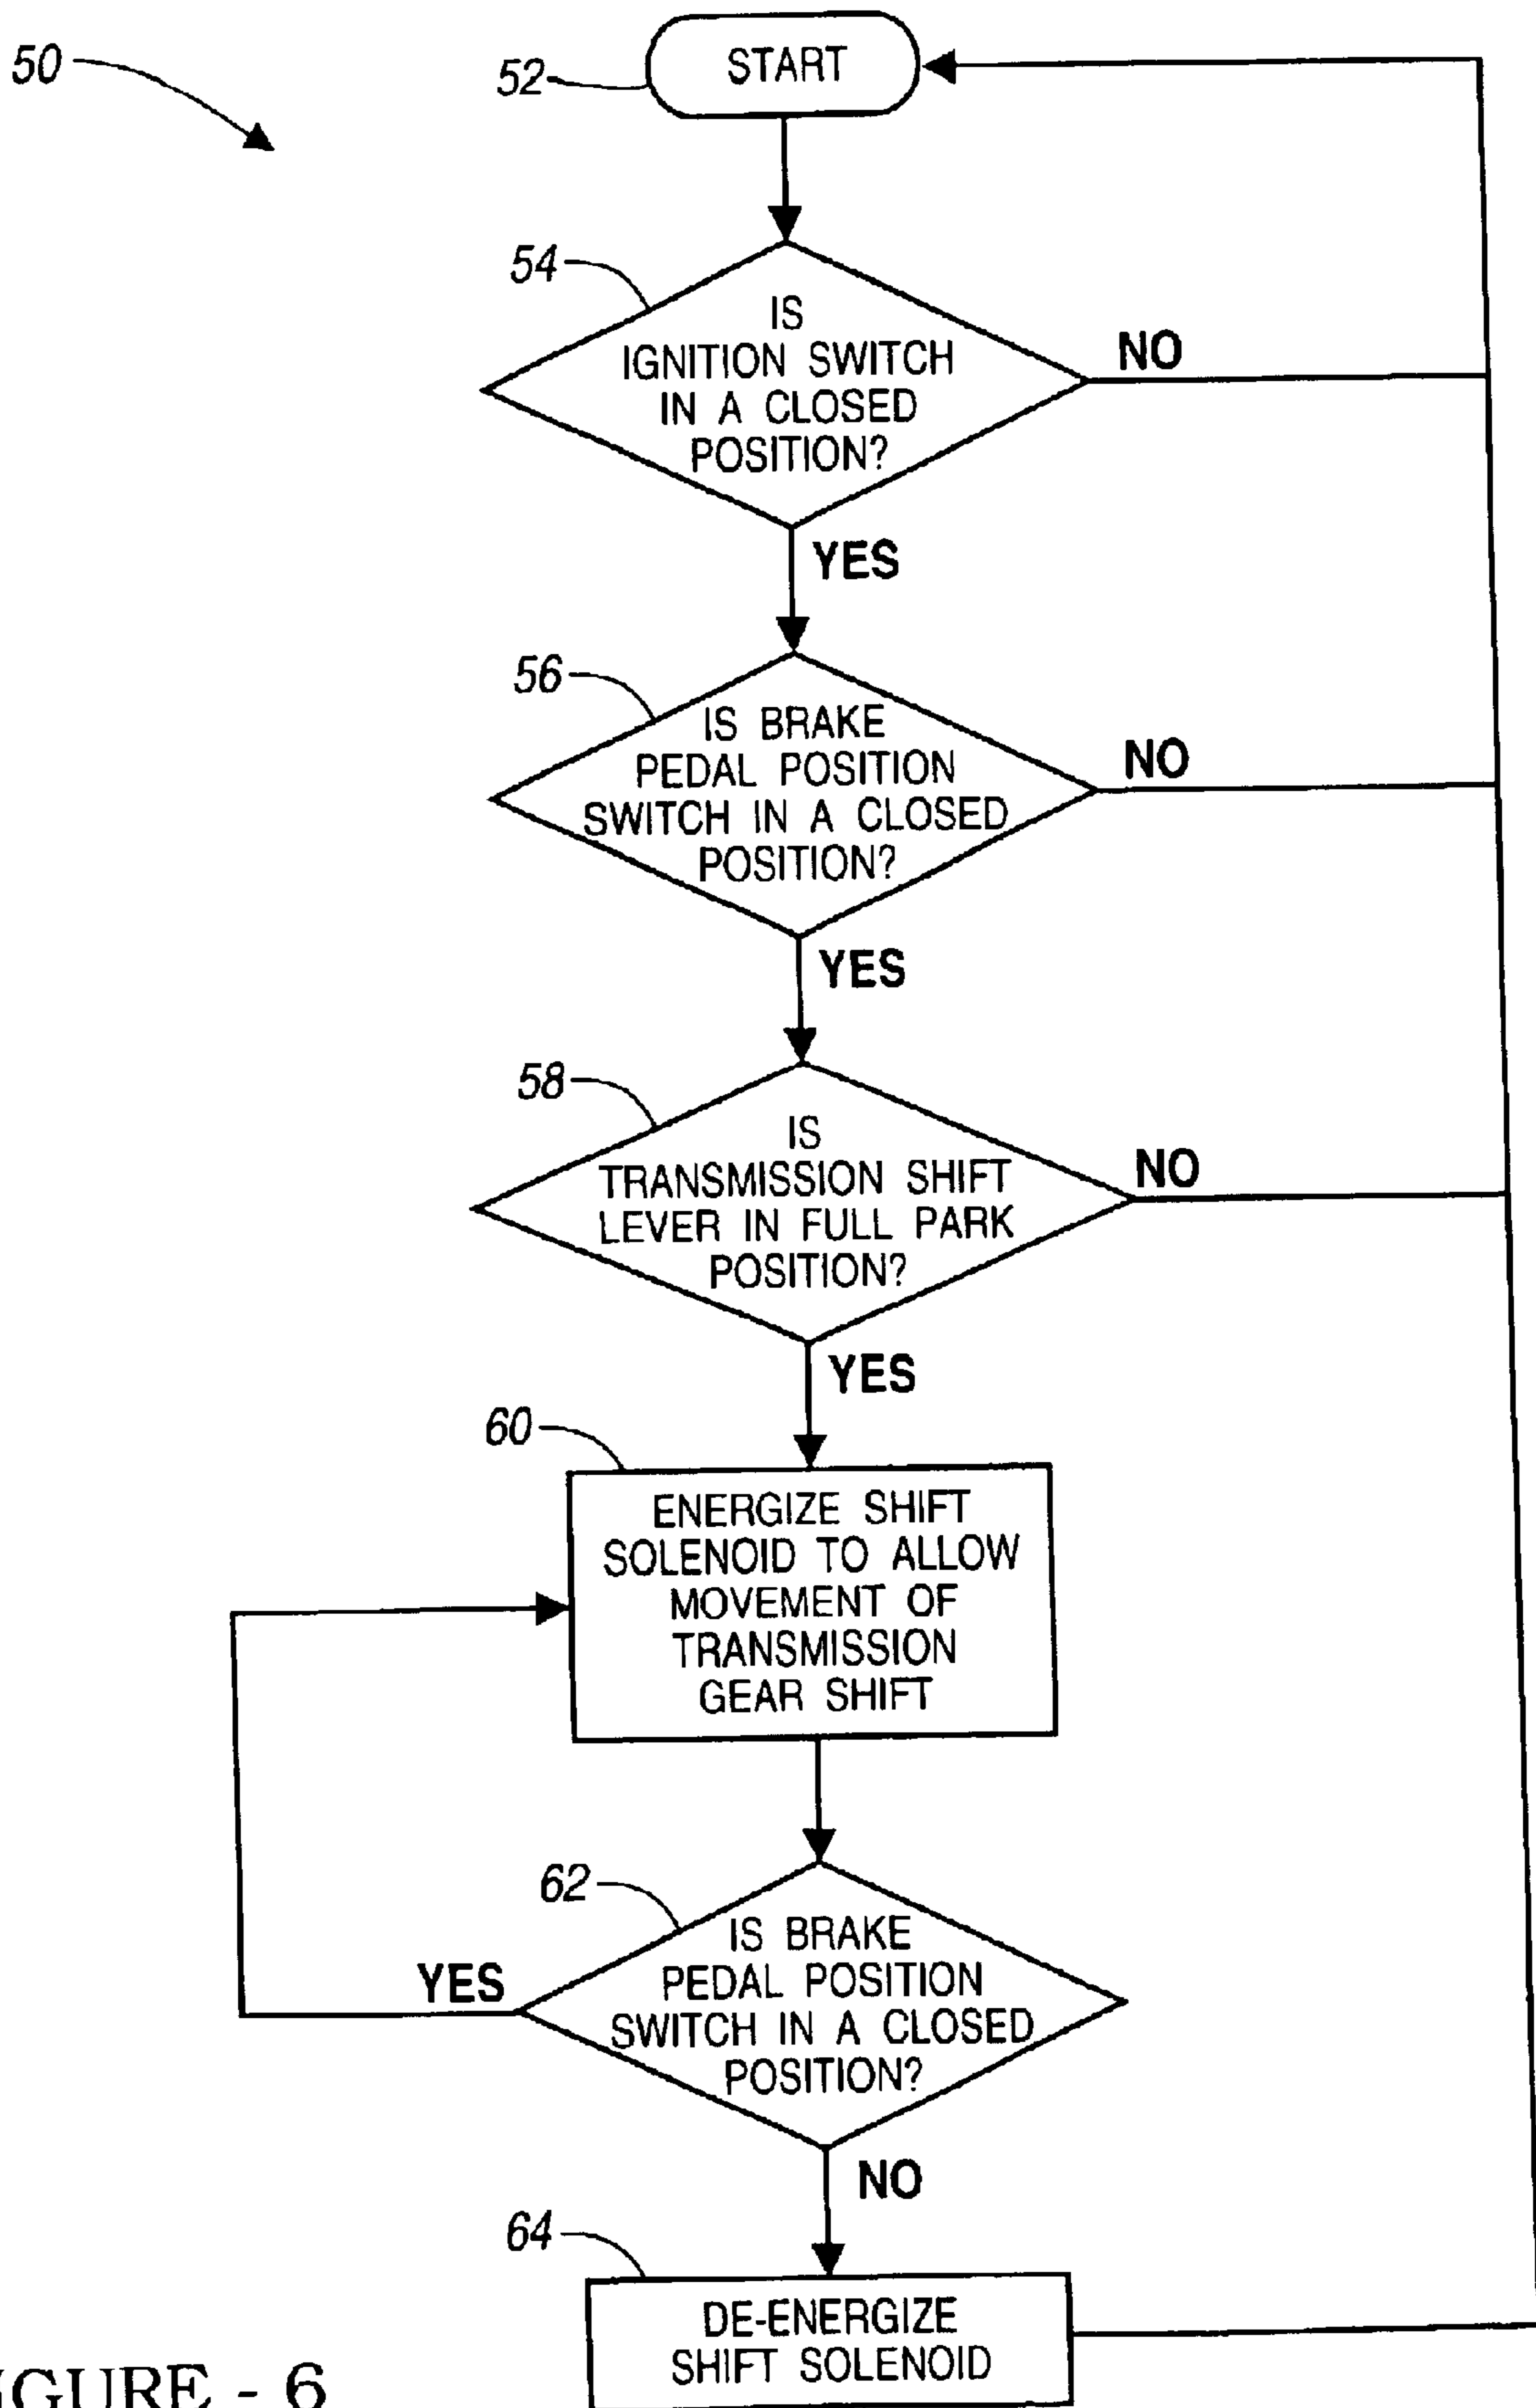 50
52
START
54
IS
IGNITION SWITCH
IN A CLOSED
POSITION?
NO
YES
56
IS BRAKE
PEDAL POSITION
SWITCH IN A CLOSED
POSITION?
NO
YES
58
IS
TRANSMISSION SHIFT
LEVER IN FULL PARK
POSITION?
NO
YES
60
ENERGIZE SHIFT
SOLENOID TO ALLOW
MOVEMENT OF
TRANSMISSION
GEAR SHIFT
62
IS BRAKE
PEDAL POSITION
SWITCH IN A CLOSED
POSITION?
YES
NO
64
DE-ENERGIZE
SHIFT SOLENOID
IGURE - 6